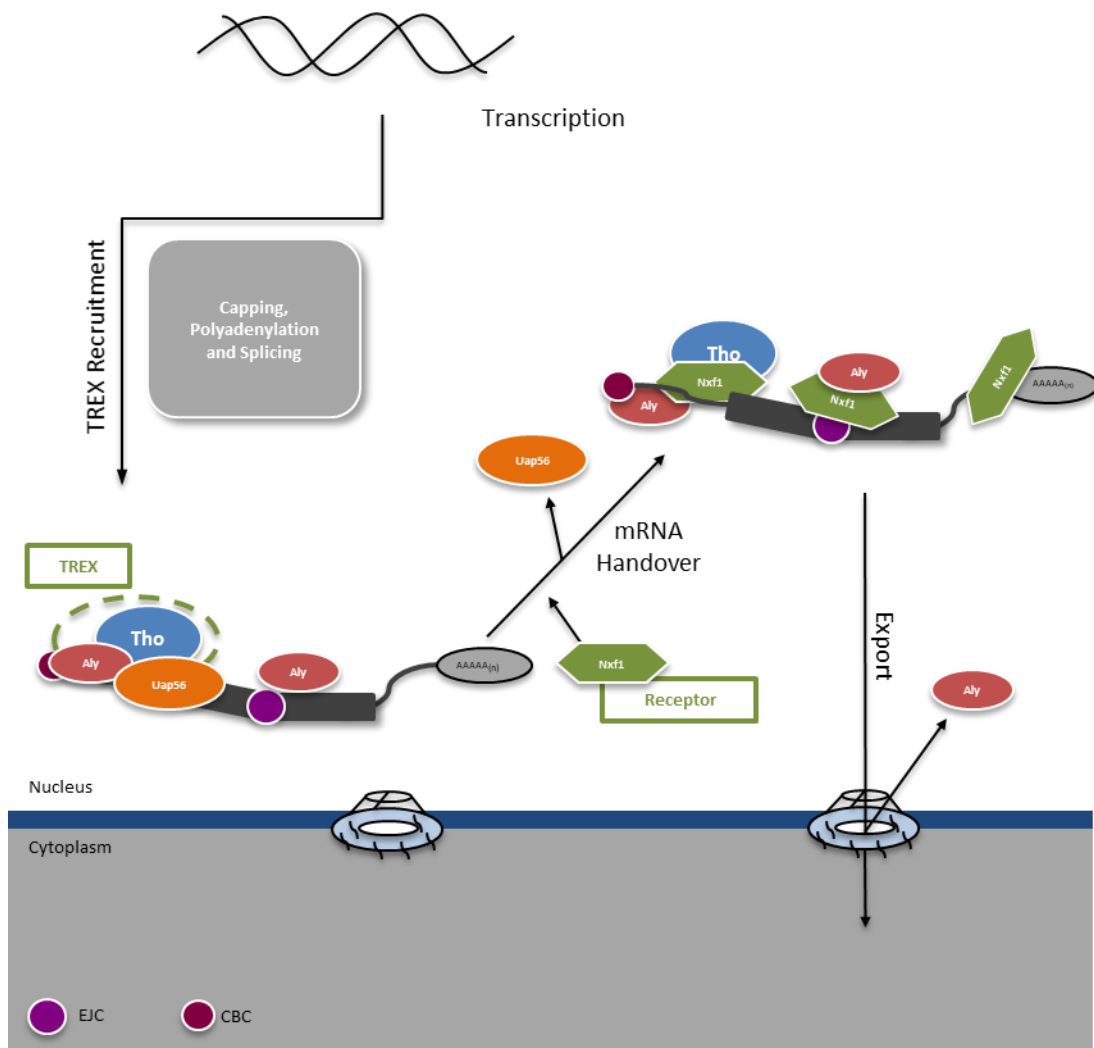 Transcription
TREX Recruitment
Capping,
Polyadenylation
and Splicing
Tho
Nxf1
Aly
Aly
Nxf1
Nxf1
AAAAA(n)
Uap56
mRNA
Handover
TREX
Tho
Aly
Uap56
Aly
AAAAA(n)
Nxf1
Receptor
Export
Aly
Nucleus
Cytoplasm
EJC
CBC